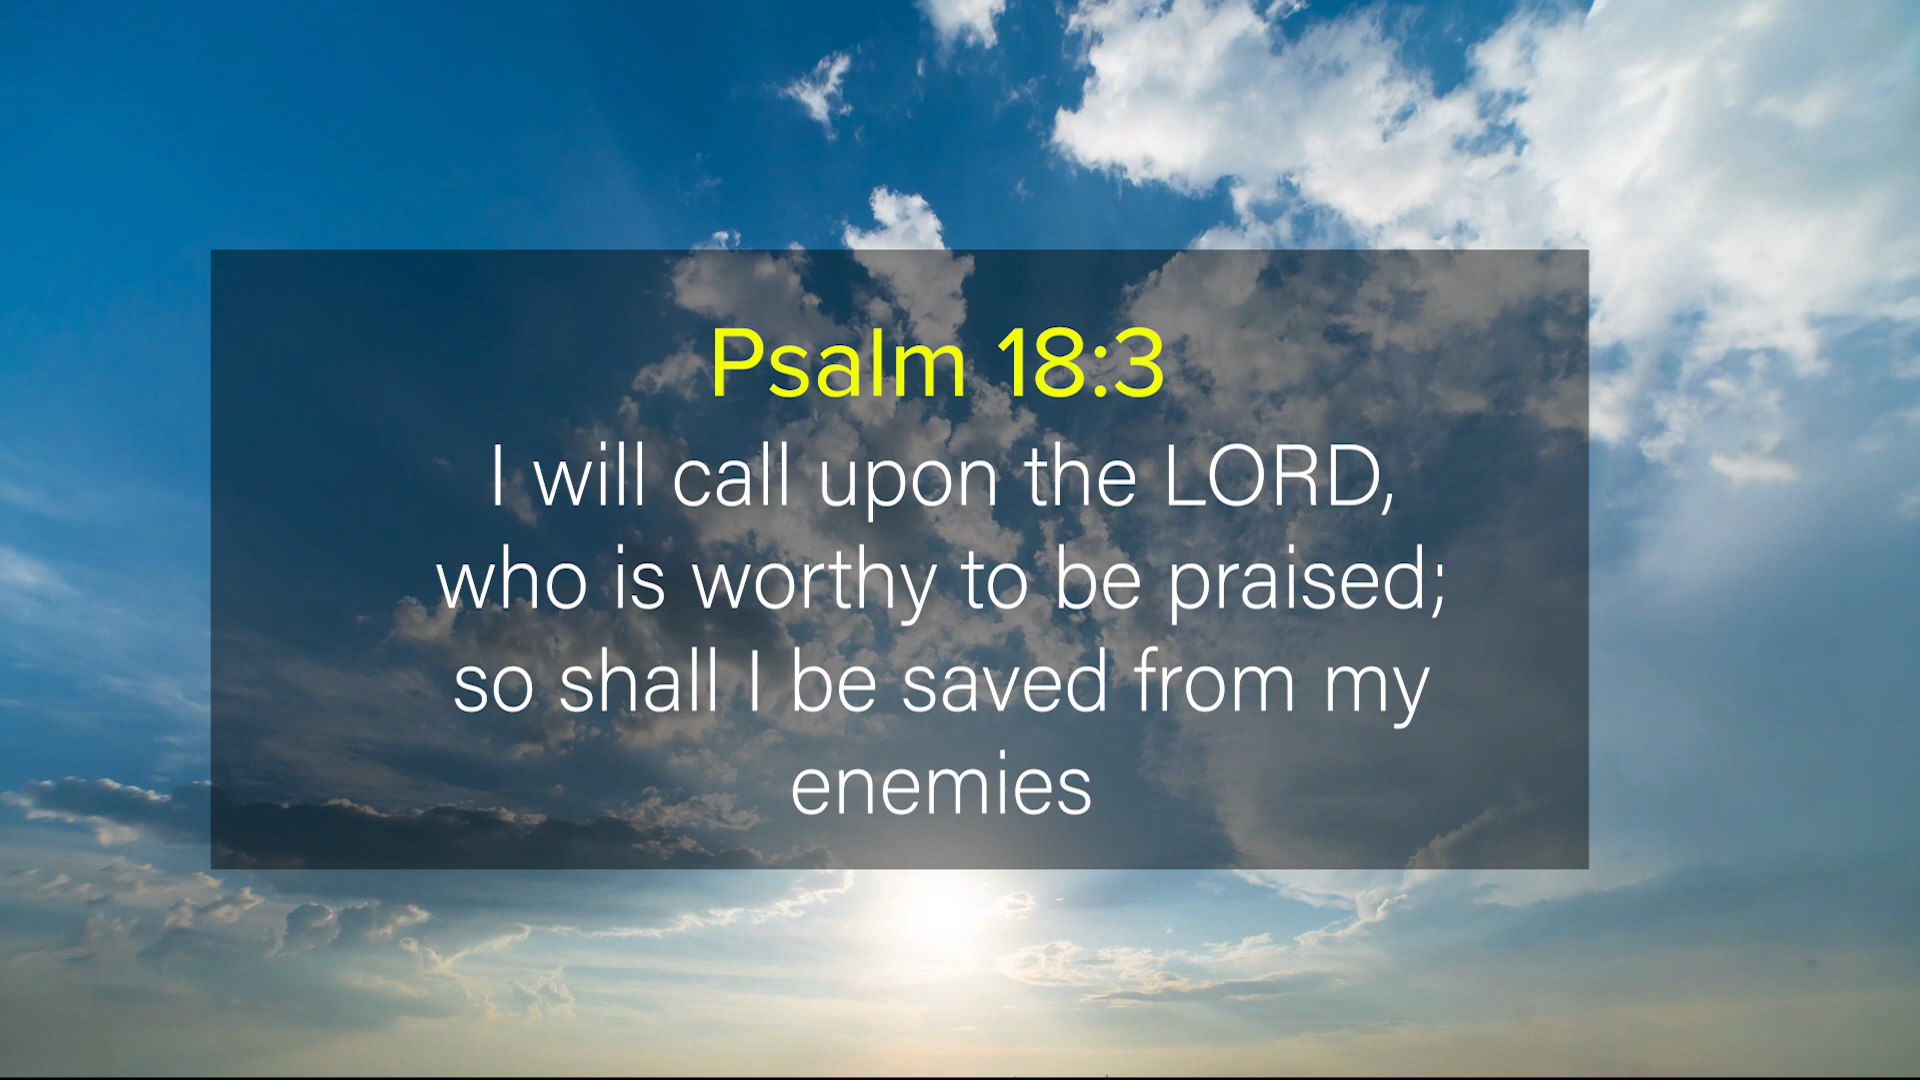 Psalm 18:3
I will call upon the LORD,
who is worthy to be praised;
so shall I be saved from my
enemies